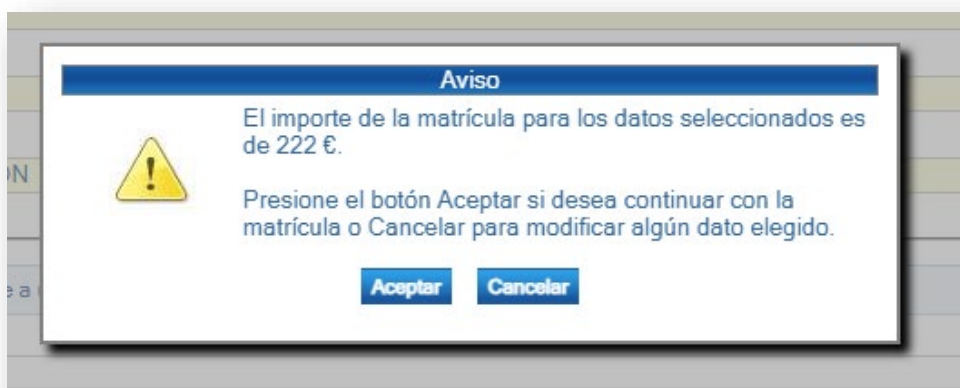 Aviso
El importe de la matrícula para los datos seleccionados es
de 222 €.
Presione el botón Aceptar si desea continuar con la
matrícula o Cancelar para modificar algún dato elegido.
Aceptar Cancelar